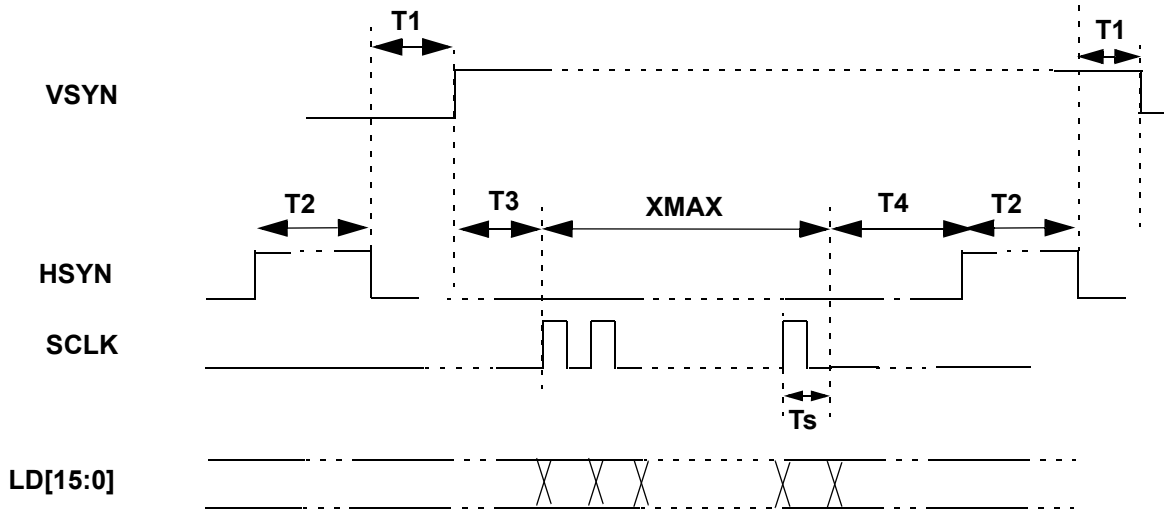 T1
T1
VSYN
T2
T3
XMAX
T4
T2
HSYN
SCLK
Ts
LD[15:0]